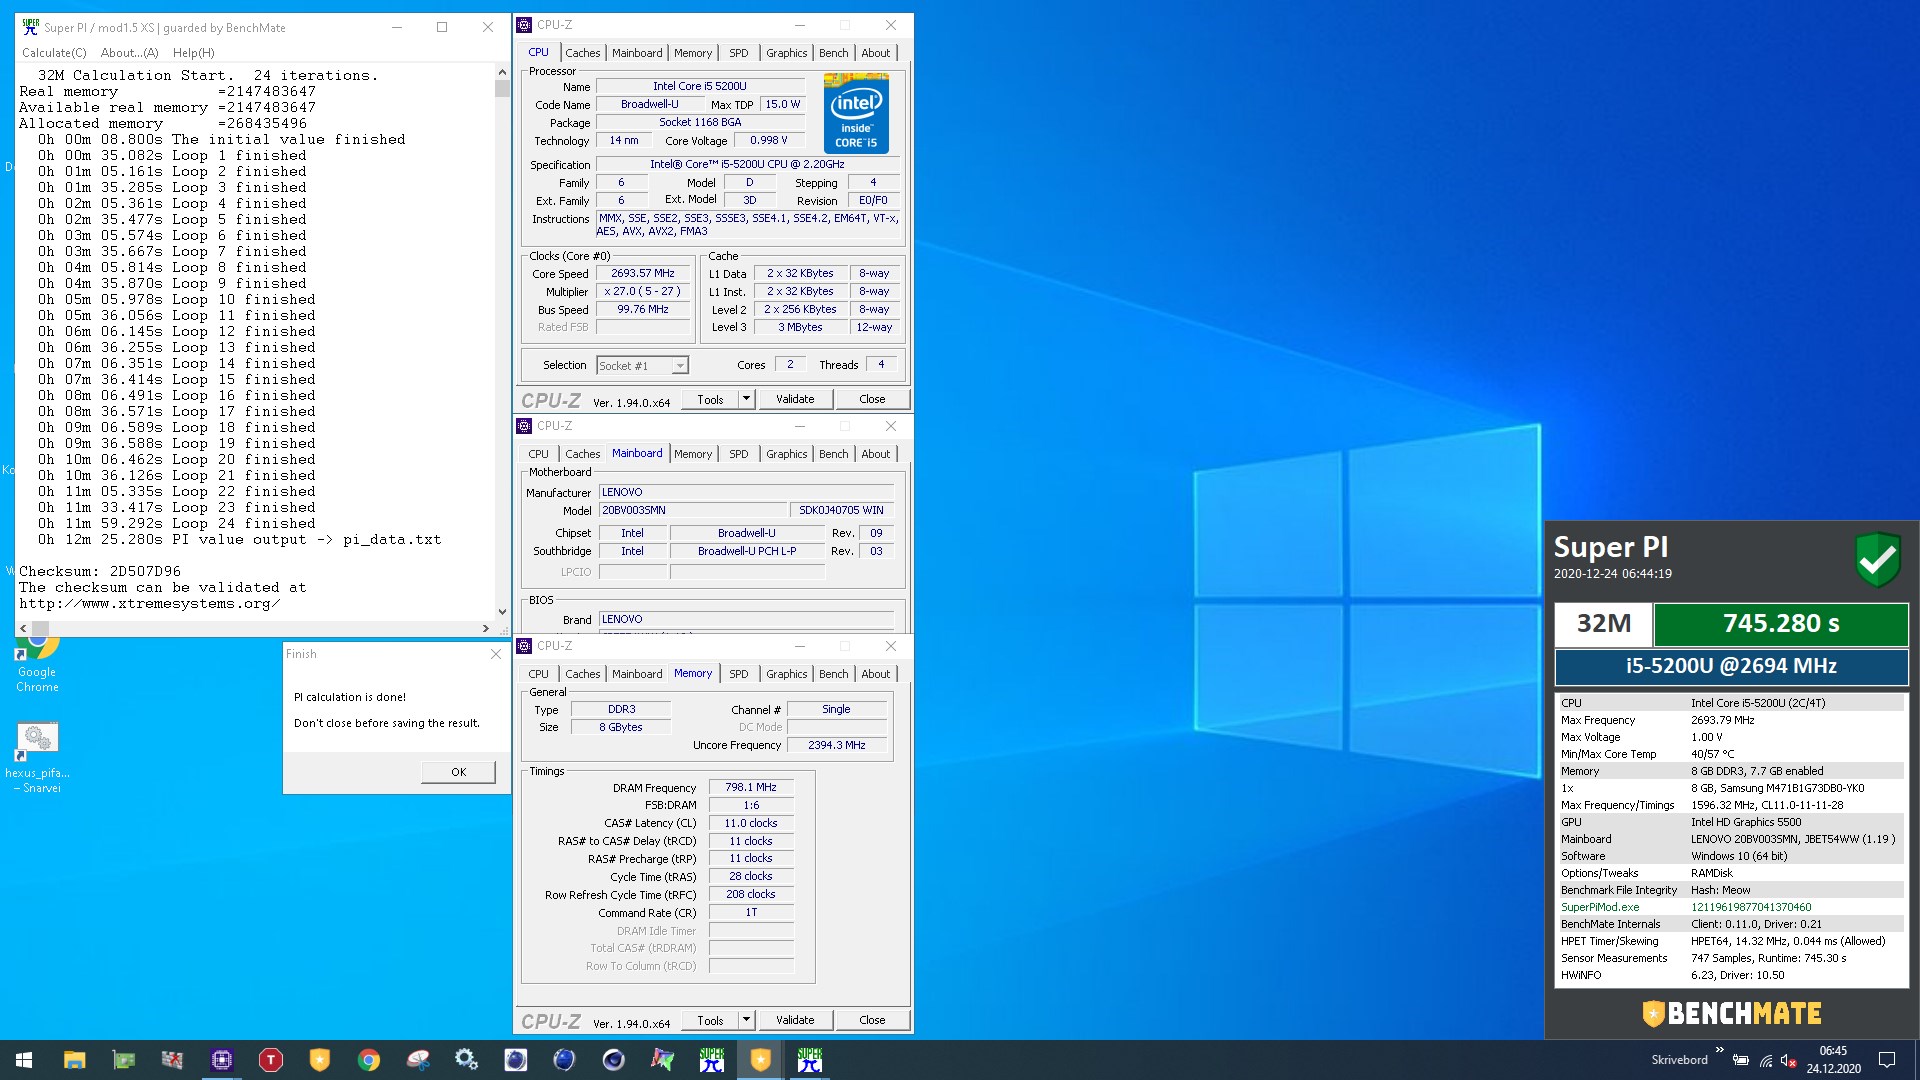 Super PI / mod1.5 XS | guarded by BenchMate
Calculate(C) About...(A) Help(H)
32M Calculation Start. 24 iterations.
Real memory =2147483647
Available real memory =2147483647
Allocated memory =268435496
0h 00m 08.800s The initial value finished
0h 00m 35.082s Loop 1 finished
0h 01m 05.161s Loop 2 finished
0h 01m 35.285s Loop 3 finished
0h 02m 05.361s Loop 4 finished
0h 02m 35.477s Loop 5 finished
0h 03m 05.574s Loop 6 finished
0h 03m 35.667s Loop 7 finished
0h 04m 05.814s Loop 8 finished
0h 04m 35.870s Loop 9 finished
0h 05m 05.978s Loop 10 finished
0h 05m 36.056s Loop 11 finished
0h 06m 06.145s Loop 12 finished
0h 06m 36.255s Loop 13 finished
0h 07m 06.351s Loop 14 finished
0h 07m 36.414s Loop 15 finished
0h 08m 06.491s Loop 16 finished
0h 08m 36.571s Loop 17 finished
0h 09m 06.589s Loop 18 finished
0h 09m 36.588s Loop 19 finished
0h 10m 06.462s Loop 20 finished
0h 10m 36.126s Loop 21 finished
0h 11m 05.335s Loop 22 finished
0h 11m 33.417s Loop 23 finished
0h 11m 59.292s Loop 24 finished
0h 12m 25.280s PI value output -> pi_data.txt
Checksum: 2D507D96
The checksum can be validated at
http://www.xtremesystems.org/
Google
Chrome
hexus_pifa...
– Snarvei
Finish
PI calculation is done!
Don't close before saving the result.
OK
CPU-Z
CPU Caches Mainboard Memory SPD Graphics Bench About
Processor
Name Intel Core i5 5200U
Code Name Broadwell-U Max TDP 15.0 W
Package Socket 1168 BGA
Technology 14 nm Core Voltage 0.998 V
intel
inside™
CORE™i5
Specification Intel® Core™ i5-5200U CPU @ 2.20GHz
Family 6 Model D Stepping 4
Ext. Family 6 Ext. Model 3D Revision E0/F0
Instructions MMX, SSE, SSE2, SSE3, SSSE3, SSE4.1, SSE4.2, EM64T, VT-x,
AES, AVX, AVX2, FMA3
Clocks (Core #0)
Core Speed 2693.57 MHz
Multiplier x 27.0 ( 5 - 27 )
Bus Speed 99.76 MHz
Rated FSB
Cache
L1 Data 2 x 32 KBytes 8-way
L1 Inst. 2 x 32 KBytes 8-way
Level 2 2 x 256 KBytes 8-way
Level 3 3 MBytes 12-way
Selection Socket #1 Cores 2 Threads 4
CPU-Z Ver. 1.94.0.x64 Tools Validate Close
CPU-Z
CPU Caches Mainboard Memory SPD Graphics Bench About
Motherboard
Manufacturer LENOVO
Model 20BV003SMN SDK0J40705 WIN
Chipset Intel Broadwell-U Rev. 09
Southbridge Intel Broadwell-U PCH L-P Rev. 03
LPCIO
BIOS
Brand LENOVO
CPU-Z
CPU Caches Mainboard Memory SPD Graphics Bench About
General
Type DDR3 Channel # Single
Size 8 GBytes DC Mode
Uncore Frequency 2394.3 MHz
Timings
DRAM Frequency 798.1 MHz
FSB:DRAM 1:6
CAS# Latency (CL) 11.0 clocks
RAS# to CAS# Delay (tRCD) 11 clocks
RAS# Precharge (tRP) 11 clocks
Cycle Time (tRAS) 28 clocks
Row Refresh Cycle Time (tRFC) 208 clocks
Command Rate (CR) 1T
DRAM Idle Timer
Total CAS# (tRDRAM)
Row To Column (tRCD)
CPU-Z Ver. 1.94.0.x64 Tools Validate Close
Super PI
2020-12-24 06:44:19
32M 745.280 s
i5-5200U @2694 MHz
CPU Intel Core i5-5200U (2C/4T)
Max Frequency 2693.79 MHz
Max Voltage 1.00 V
Min/Max Core Temp 40/57 °C
Memory 8 GB DDR3, 7.7 GB enabled
1x 8 GB, Samsung M471B1G73DB0-YK0
Max Frequency/Timings 1596.32 MHz, CL11.0-11-11-28
GPU Intel HD Graphics 5500
Mainboard LENOVO 20BV003SMN, JBET54WW (1.19 )
Software Windows 10 (64 bit)
Options/Tweaks RAMDisk
Benchmark File Integrity Hash: Meow
SuperPiMod.exe 12119619877041370460
BenchMate Internals Client: 0.11.0, Driver: 0.21
HPET Timer/Skewing HPET64, 14.32 MHz, 0.044 ms (Allowed)
Sensor Measurements 747 Samples, Runtime: 745.30 s
HWiNFO 6.23, Driver: 10.50
BENCHMATE
SUPER π
SUPER π
Skrivebord
06:45
24.12.2020